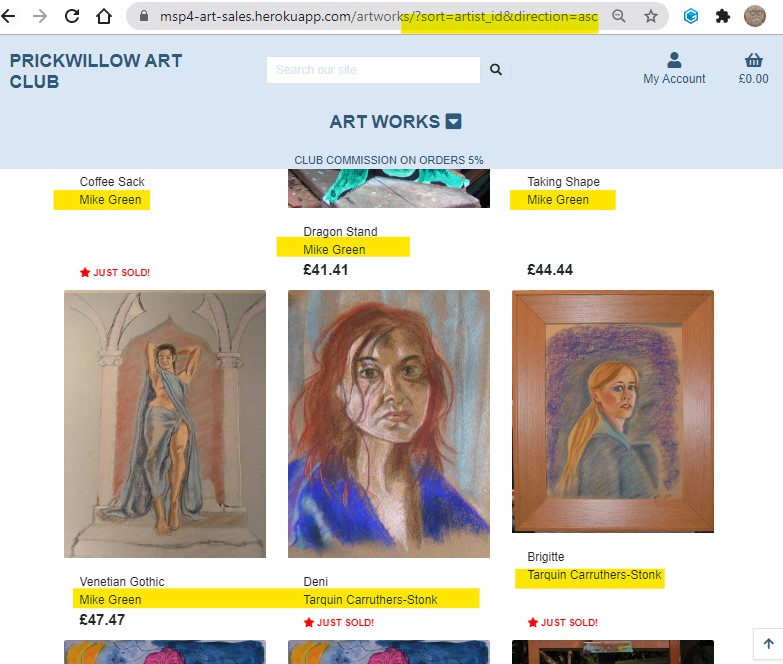 msp4-art-sales.herokuapp.com/artworks/?sort=artist_id&direction=asc
PRICKWILLOW ART
CLUB
Search our site
My Account
£0.00
ART WORKS
CLUB COMMISSION ON ORDERS 5%
Coffee Sack
Mike Green
JUST SOLD!
Dragon Stand
Mike Green
£41.41
Taking Shape
Mike Green
£44.44
Venetian Gothic
Mike Green
£47.47
Deni
Tarquin Carruthers-Stonk
JUST SOLD!
Brigitte
Tarquin Carruthers-Stonk
JUST SOLD!